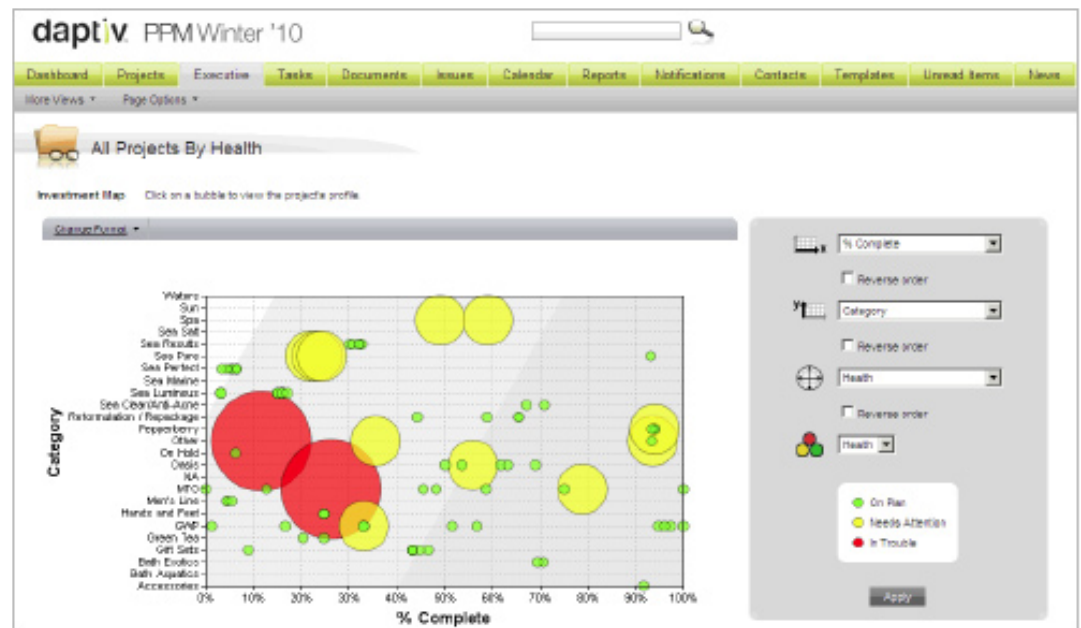 daptiv PPM Winter '10
Dashboard Projects Executive Tasks Documents Issues Calendar Reports Notifications Contacts Templates Unread Items News
More Views Page Options
All Projects By Health
Investment Map Click on a bubble to view the project's profile.
Change Format
% Complete
Reverse order
Category
Reverse order
Health
Reverse order
Health
On Plan
Needs Attention
In Trouble
Apply
Category
Waters
Sun
Spa
Sea Salt
Sea Results
Sea Pure
Sea Perfect
Sea Marine
Sea Luminous
Sea Clean/Anti-Acne
Reformulation / Repackage
Pepperberry
Other
On Hold
Oasis
NA
MTO
Men's Line
Hands and Feet
GWP
Green Tea
Gift Sets
Bath Exotics
Bath Aquatics
Accessories
0% 10% 20% 30% 40% 50% 60% 70% 80% 90% 100%
% Complete